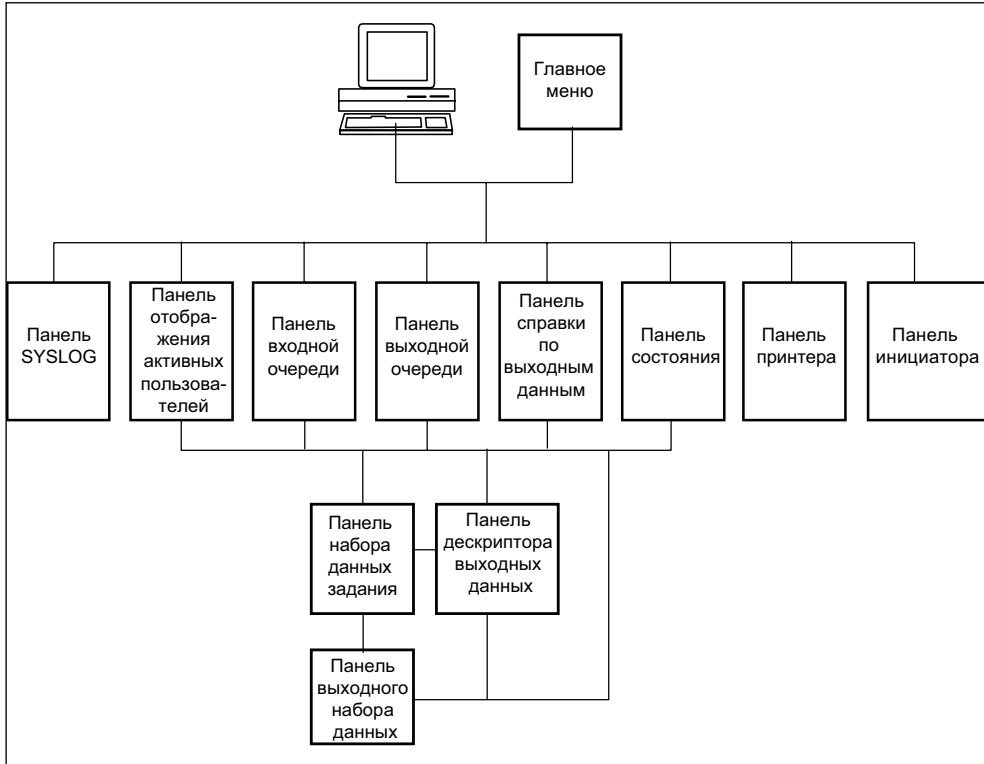 Главное
меню
Панель
SYSLOG
Панель
отобра-
жения
активных
пользова-
телей
Панель
входной
очереди
Панель
выходной
очереди
Панель
справки
по
выходным
данным
Панель
состояния
Панель
принтера
Панель
инициатора
Панель
набора
данных
задания
Панель
дескриптора
выходных
данных
Панель
выходного
набора
данных